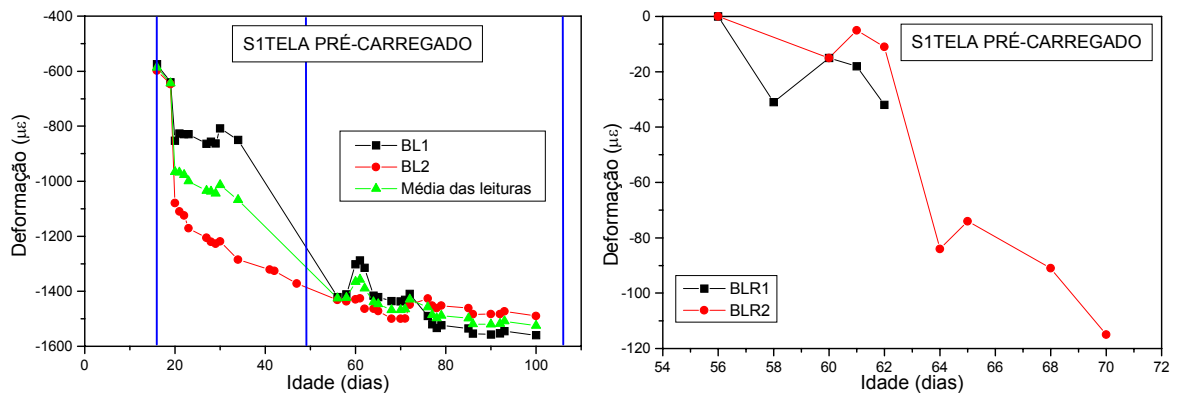 S1TELA PRÉ-CARREGADO
BL1
BL2
Média das leituras
Deformação (με)
-400
-600
-800
-1000
-1200
-1400
-1600
0
20
40
60
80
100
Idade (dias)
S1TELA PRÉ-CARREGADO
BLR1
BLR2
Deformação (με)
0
-20
-40
-60
-80
-100
-120
54
56
58
60
62
64
66
68
70
72
Idade (dias)